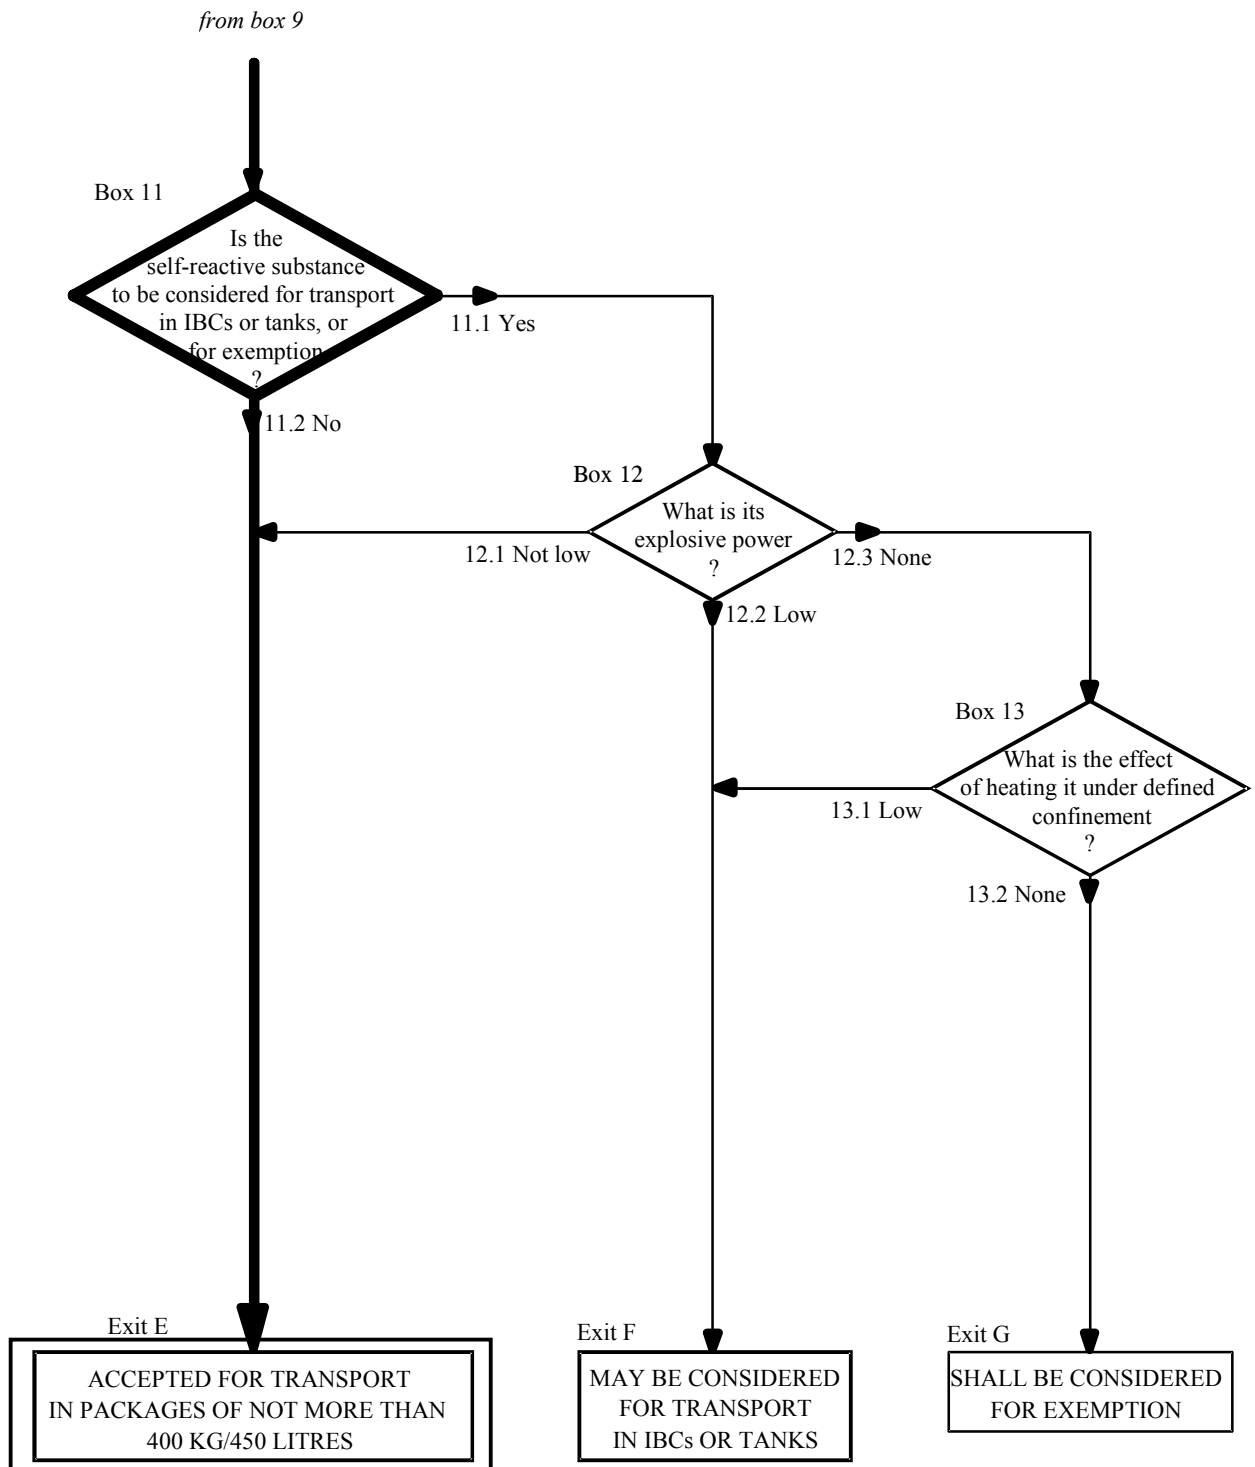 from box 9
Box 11
Is the
self-reactive substance
to be considered for transport
in IBCs or tanks, or
for exemption
?
11.1 Yes
11.2 No
Box 12
What is its
explosive power
?
12.1 Not low
12.3 None
12.2 Low
Box 13
What is the effect
of heating it under defined
confinement
?
13.1 Low
13.2 None
Exit E
ACCEPTED FOR TRANSPORT
IN PACKAGES OF NOT MORE THAN
400 KG/450 LITRES
Exit F
MAY BE CONSIDERED
FOR TRANSPORT
IN IBCs OR TANKS
Exit G
SHALL BE CONSIDERED
FOR EXEMPTION